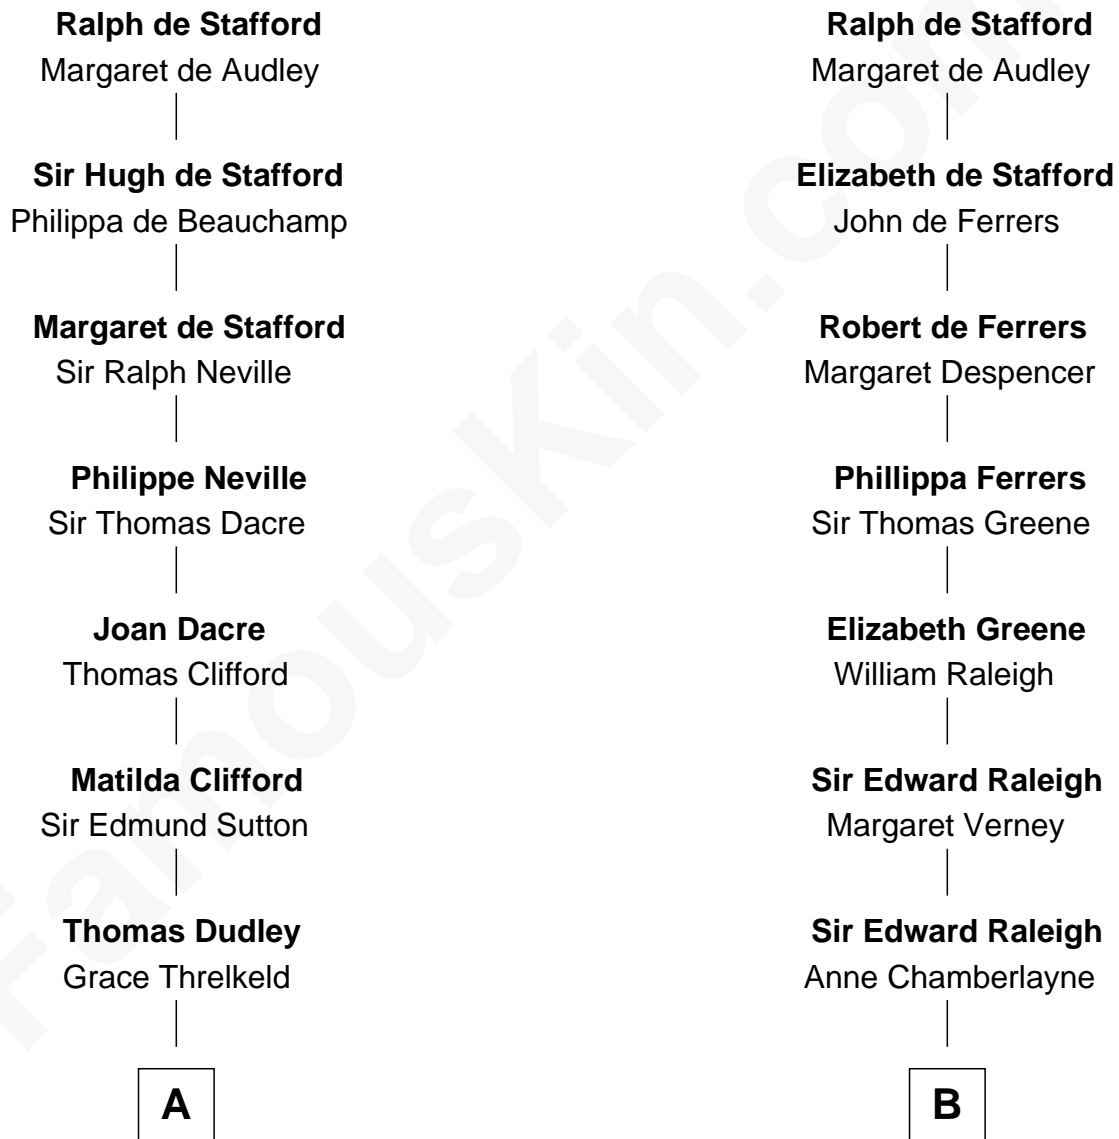 Ralph de Stafford
Margaret de Audley
Sir Hugh de Stafford
Philippa de Beauchamp
Margaret de Stafford
Sir Ralph Neville
Philippe Neville
Sir Thomas Dacre
Joan Dacre
Thomas Clifford
Matilda Clifford
Sir Edmund Sutton
Thomas Dudley
Grace Threlkeld
A
Ralph de Stafford
Margaret de Audley
Elizabeth de Stafford
John de Ferrers
Robert de Ferrers
Margaret Despencer
Phillippa Ferrers
Sir Thomas Greene
Elizabeth Greene
William Raleigh
Sir Edward Raleigh
Margaret Verney
Sir Edward Raleigh
Anne Chamberlayne
B
FamousKin.com